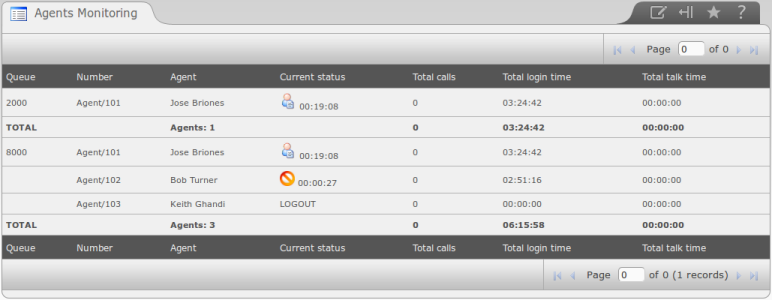 Agents Monitoring
?
Page 0 of 0
Queue Number Agent Current status Total calls Total login time Total talk time
2000 Agent/101 Jose Briones 00:19:08 0 03:24:42 00:00:00
TOTAL Agents: 1 0 03:24:42 00:00:00
8000 Agent/101 Jose Briones 00:19:08 0 03:24:42 00:00:00
Agent/102 Bob Turner 00:00:27 0 02:51:16 00:00:00
Agent/103 Keith Ghandi LOGOUT 0 00:00:00 00:00:00
TOTAL Agents: 3 0 06:15:58 00:00:00
Queue Number Agent Current status Total calls Total login time Total talk time
Page 0 of 0 (1 records)